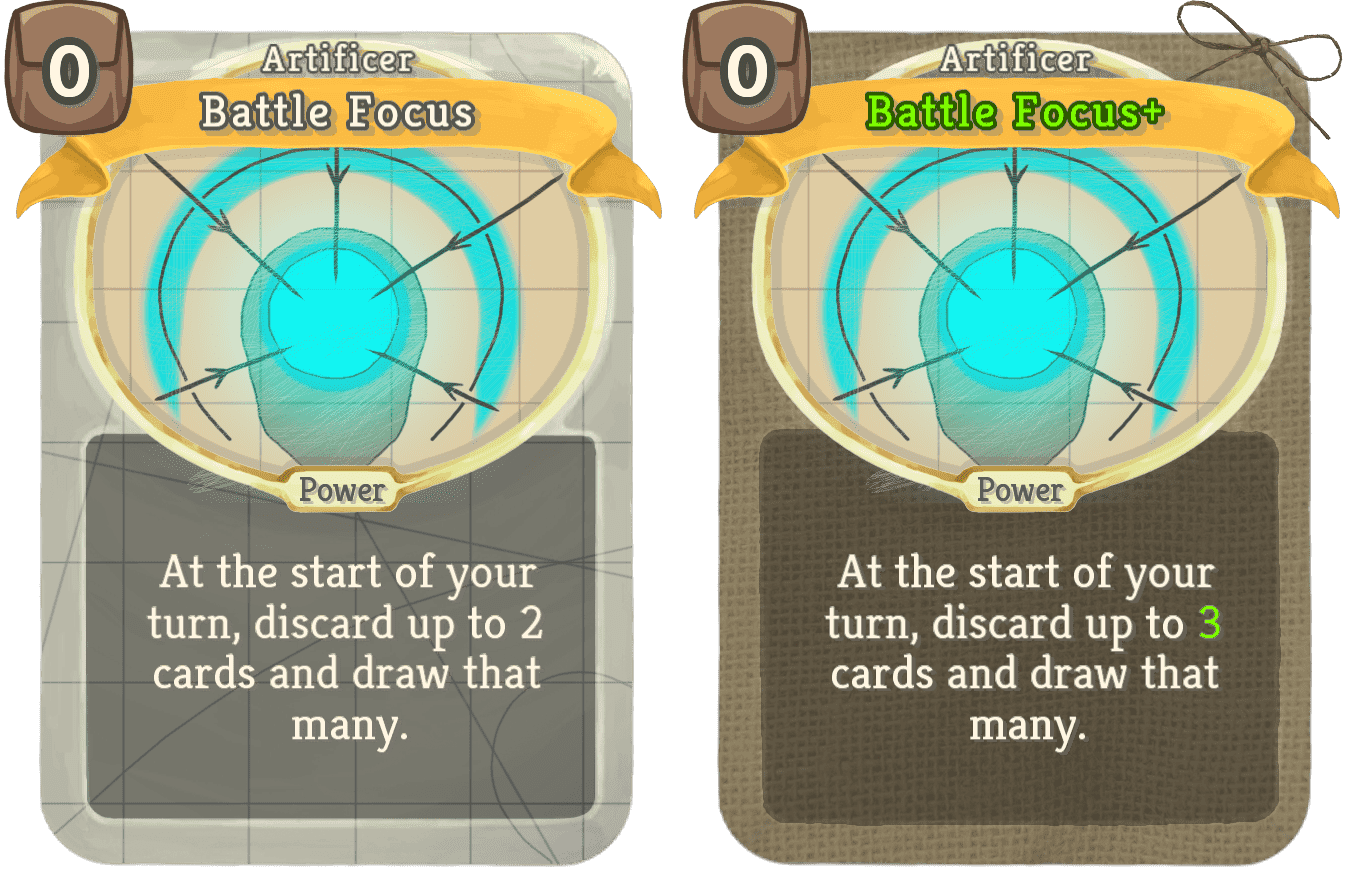 0
Artificer
Battle Focus
Power
At the start of your
turn, discard up to 2
cards and draw that
many.
0
Artificer
Battle Focus+
Power
At the start of your
turn, discard up to 3
cards and draw that
many.